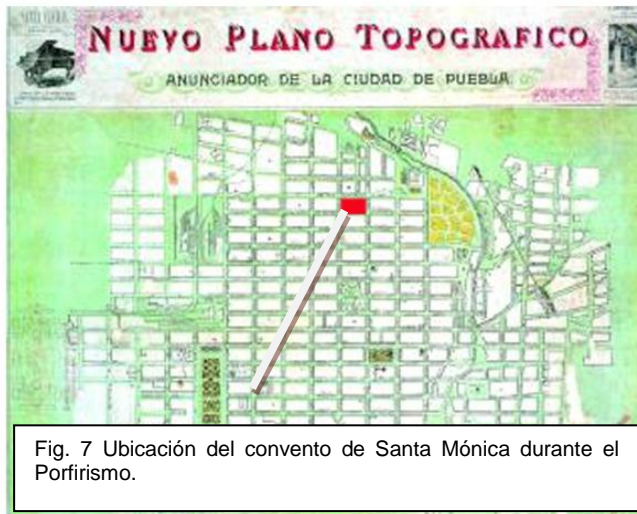 NUEVO PLANO TOPOGRAFICO
ANUNCIADOR DE LA CIUDAD DE PUEBLA
Fig. 7 Ubicación del convento de Santa Mónica durante el
Porfirismo.